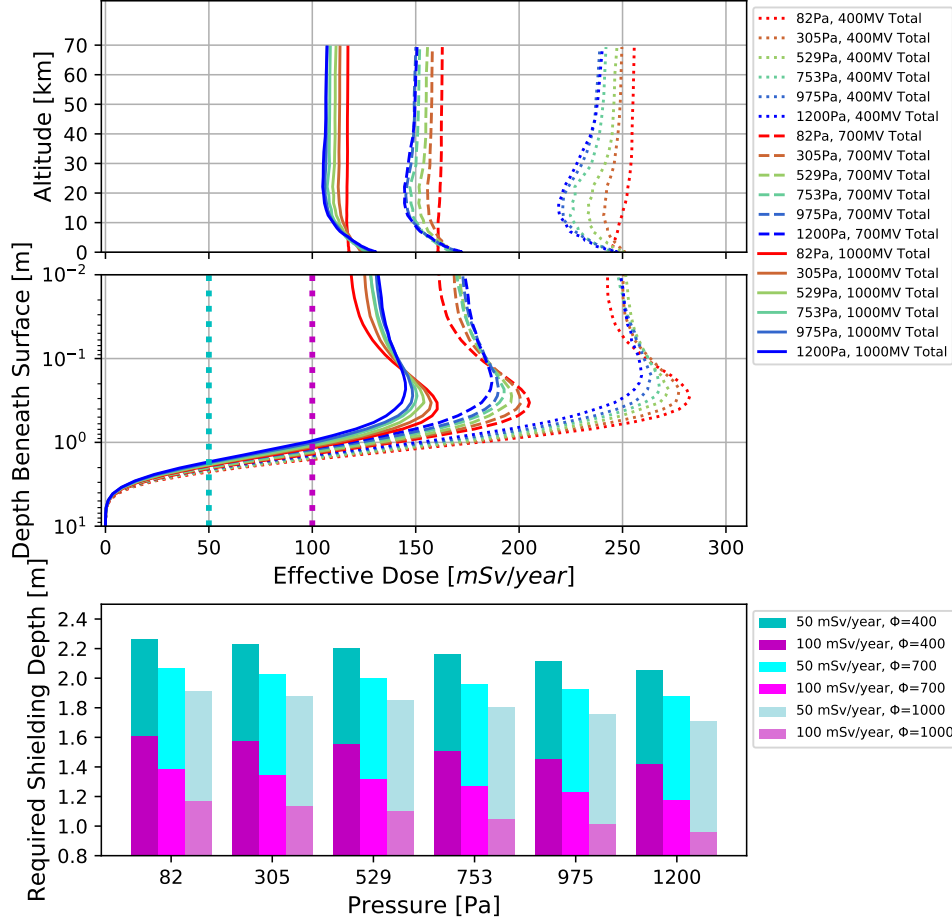 Altitude [km]
70
60
50
40
30
20
10
0
82Pa, 400MV Total
305Pa, 400MV Total
529Pa, 400MV Total
753Pa, 400MV Total
975Pa, 400MV Total
1200Pa, 400MV Total
82Pa, 700MV Total
305Pa, 700MV Total
529Pa, 700MV Total
753Pa, 700MV Total
975Pa, 700MV Total
1200Pa, 700MV Total
82Pa, 1000MV Total
305Pa, 1000MV Total
529Pa, 1000MV Total
753Pa, 1000MV Total
975Pa, 1000MV Total
1200Pa, 1000MV Total
Depth Beneath Surface [m]
10⁻²
10⁻¹
10⁰
10¹
0 50 100 150 200 250 300
Effective Dose [mSv/year]
Required Shielding Depth [m]
2.4
2.2
2.0
1.8
1.6
1.4
1.2
1.0
0.8
82 305 529 753 975 1200
Pressure [Pa]
50 mSv/year, Φ=400
100 mSv/year, Φ=400
50 mSv/year, Φ=700
100 mSv/year, Φ=700
50 mSv/year, Φ=1000
100 mSv/year, Φ=1000